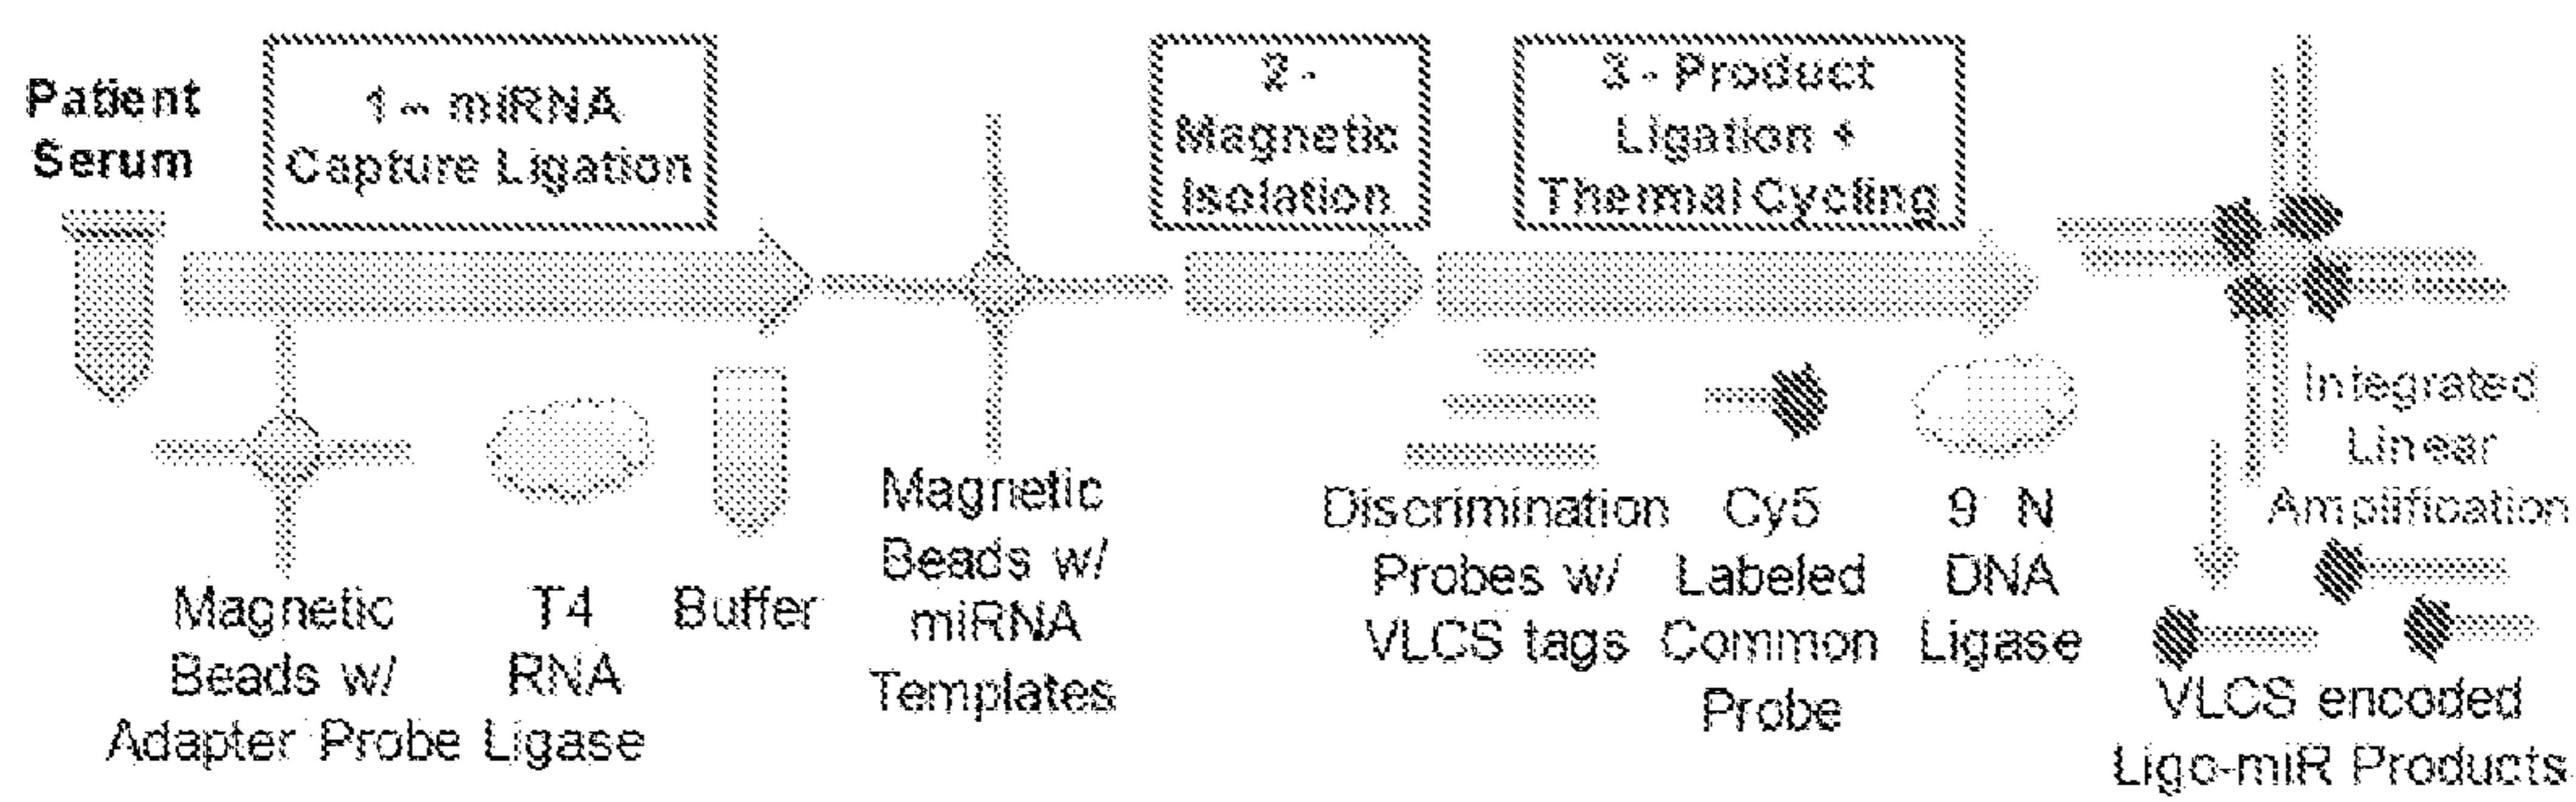 Patient
Serum
1 – miRNA
Capture Ligation
2 -
Magnetic
Isolation
3 - Product
Ligation +
Thermal Cycling
Magnetic
Beads w/
Adapter Probe
T4
RNA
Ligase
Buffer
Magnetic
Beads w/
miRNA
Templates
Discrimination
Probes w/
VLCS tags
Cy5
Labeled
Common
Probe
9 N
DNA
Ligase
Integrated
Linear
Amplification
VLCS encoded
Ligo-miR Products